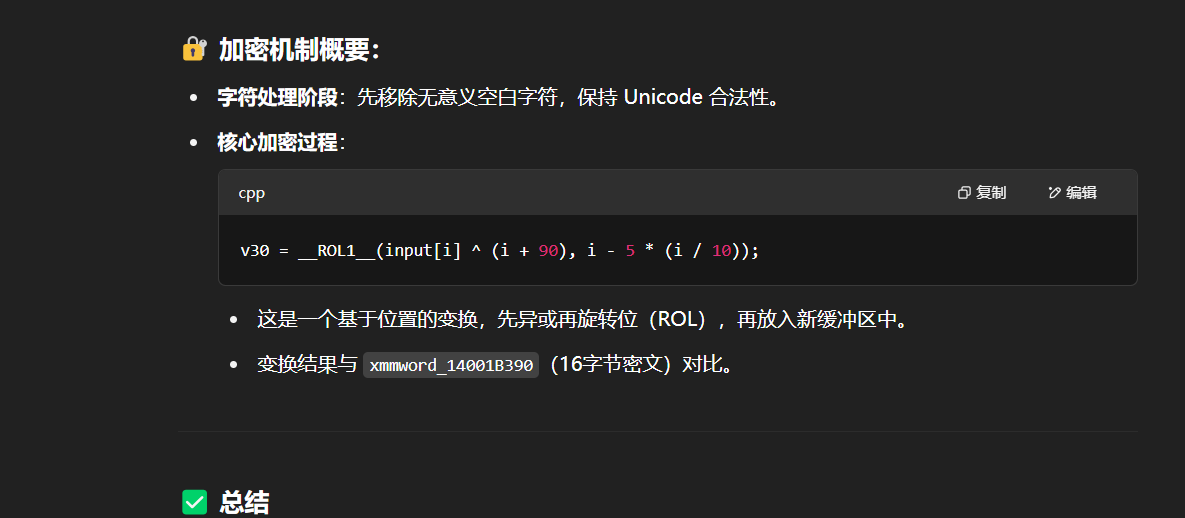 🔐 加密机制概要：
• 字符处理阶段：先移除无意义空白字符，保持 Unicode 合法性。
• 核心加密过程：
cpp 复制 编辑
v30 = __ROL1__(input[i] ^ (i + 90), i - 5 * (i / 10));
• 这是一个基于位置的变换，先异或再旋转位（ROL），再放入新缓冲区中。
• 变换结果与 xmmword_14001B390（16字节密文）对比。
✅ 总结